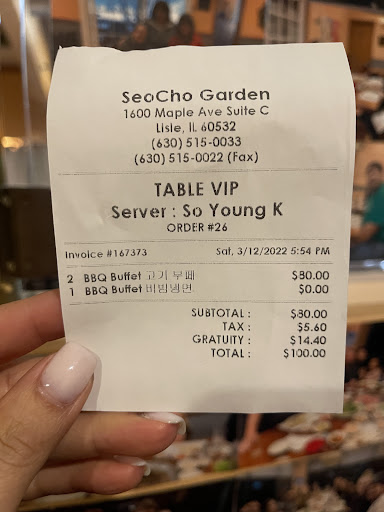 SeoCho Garden
1600 Maple Ave Suite C
Lisle, IL 60532
(630) 515-0033
(630) 515-0022 (Fax)
TABLE VIP
Server : So Young K
ORDER #26
Invoice #167373 Sat, 3/12/2022 5:54 PM
2 BBQ Buffet 고기 부페 $80.00
1 BBQ Buffet 비빔냉면 $0.00
SUBTOTAL : $80.00
TAX : $5.60
GRATUITY : $14.40
TOTAL : $100.00